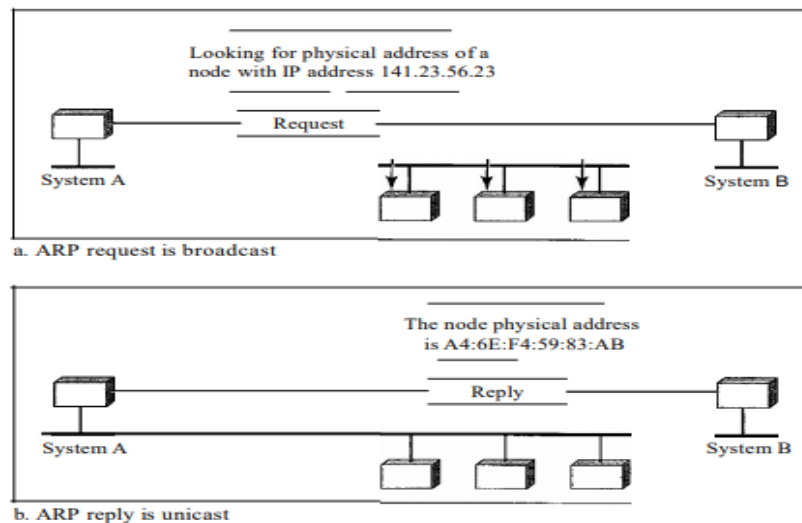 Looking for physical address of a
node with IP address 141.23.56.23
Request
System A
System B
a. ARP request is broadcast
The node physical address
is A4:6E:F4:59:83:AB
Reply
System A
System B
b. ARP reply is unicast